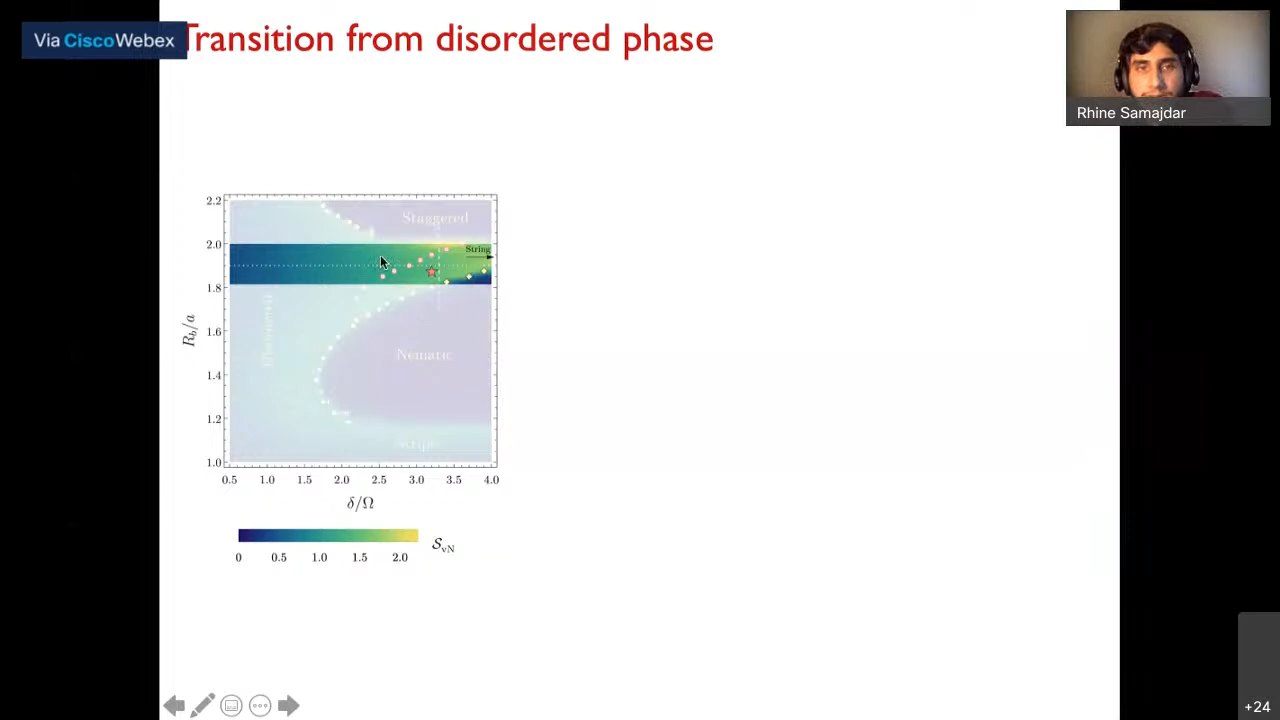 Via Cisco Webex
Transition from disordered phase
Rhine Samajdar
2.2
2.0
1.8
1.6
1.4
1.2
1.0
R_b/a
Staggered
String
Nematic
0.5 1.0 1.5 2.0 2.5 3.0 3.5 4.0
δ/Ω
0 0.5 1.0 1.5 2.0
S_vN
+24